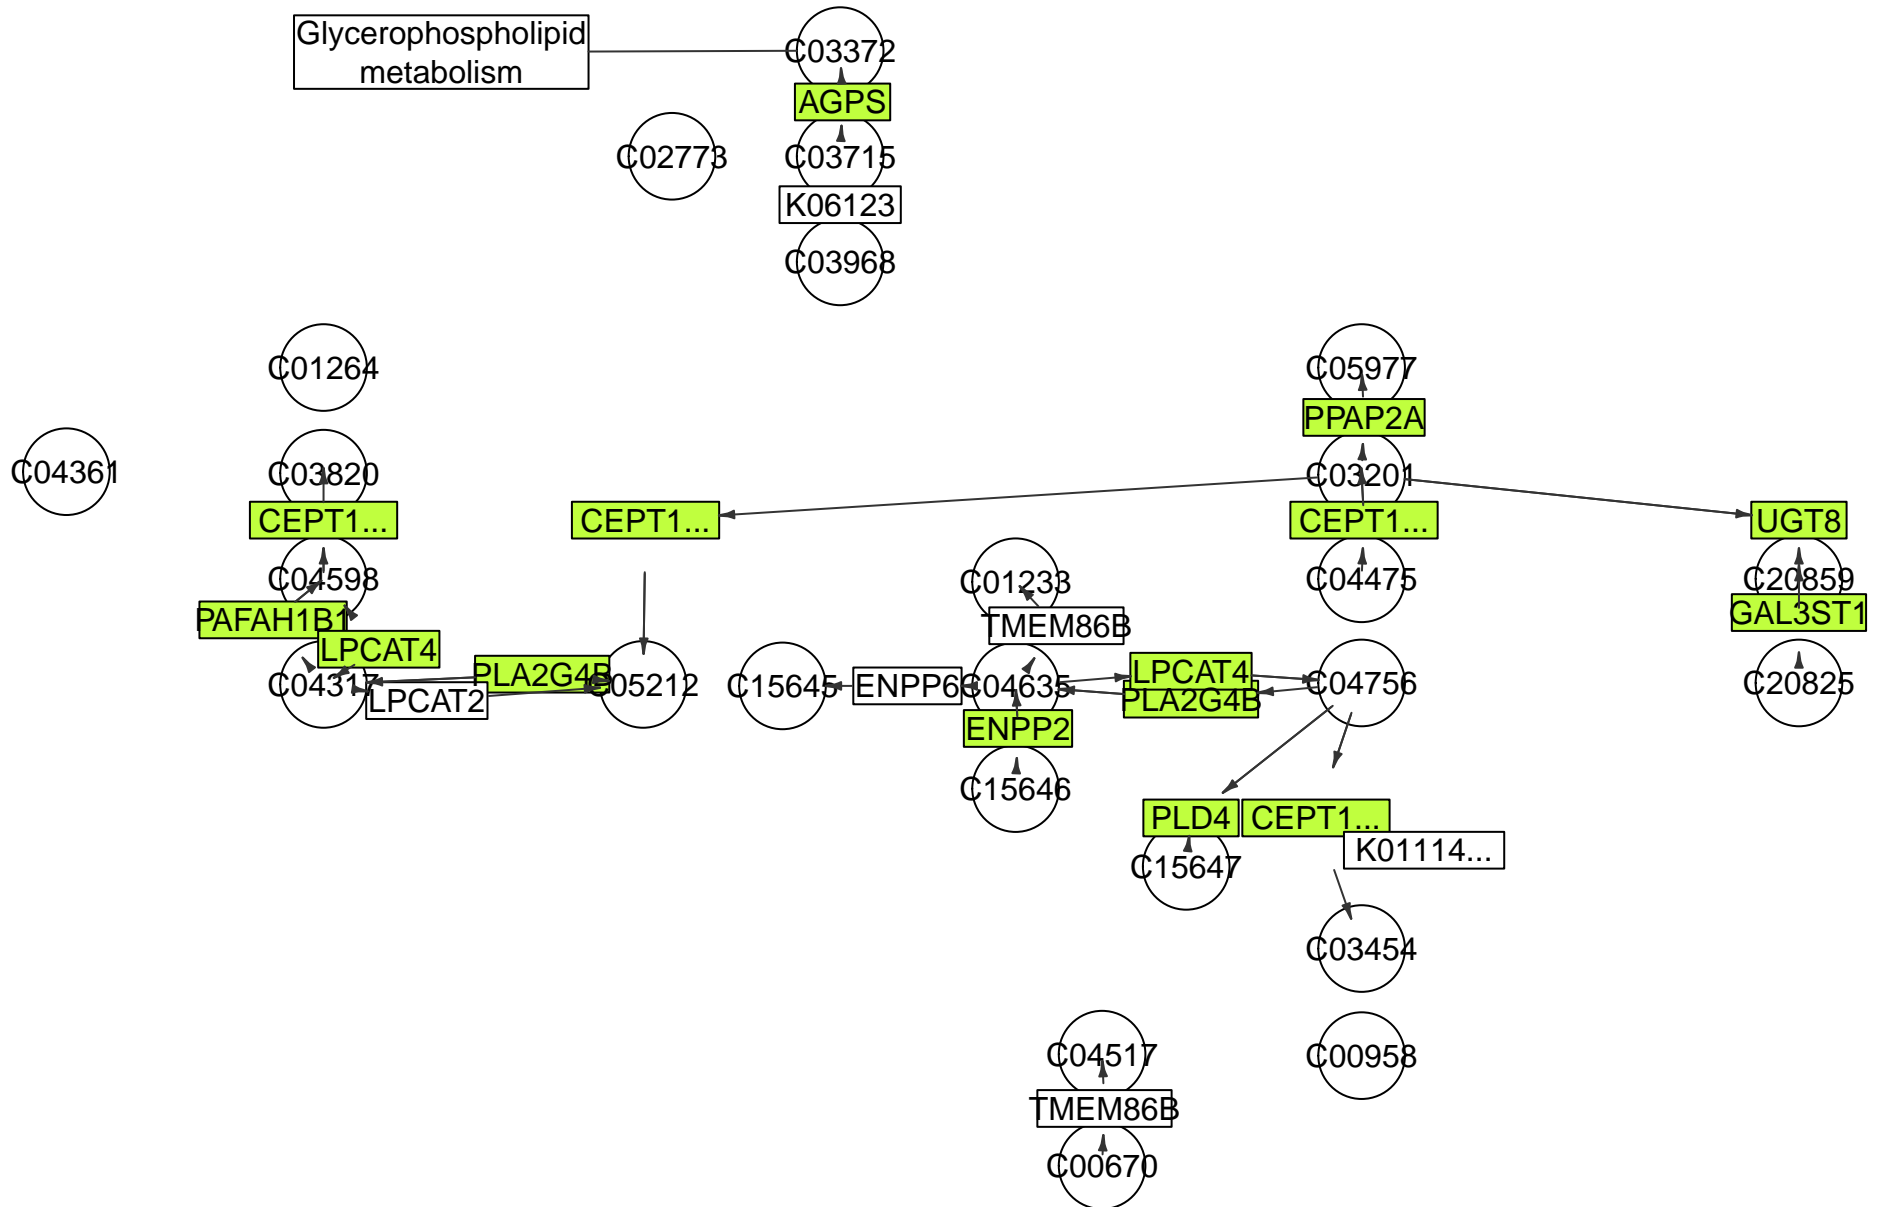 Glycerophospholipid
metabolism
C03372
AGPS
C02773
C03715
K06123
C03968
C01264
C05977
PPAP2A
C04361
C03820
C03201
CEPT1...
CEPT1...
CEPT1...
UGT8
C04598
C01233
C04475
C20859
PAFAH1B1
TMEM86B
GAL3ST1
LPCAT4
PLA2G4B
LPCAT4
C04317
LPCAT2
C05212
C15645
ENPP6
C04635
PLA2G4B
C04756
C20825
ENPP2
C15646
PLD4
CEPT1...
K01114...
C15647
C03454
C04517
C00958
TMEM86B
C00670